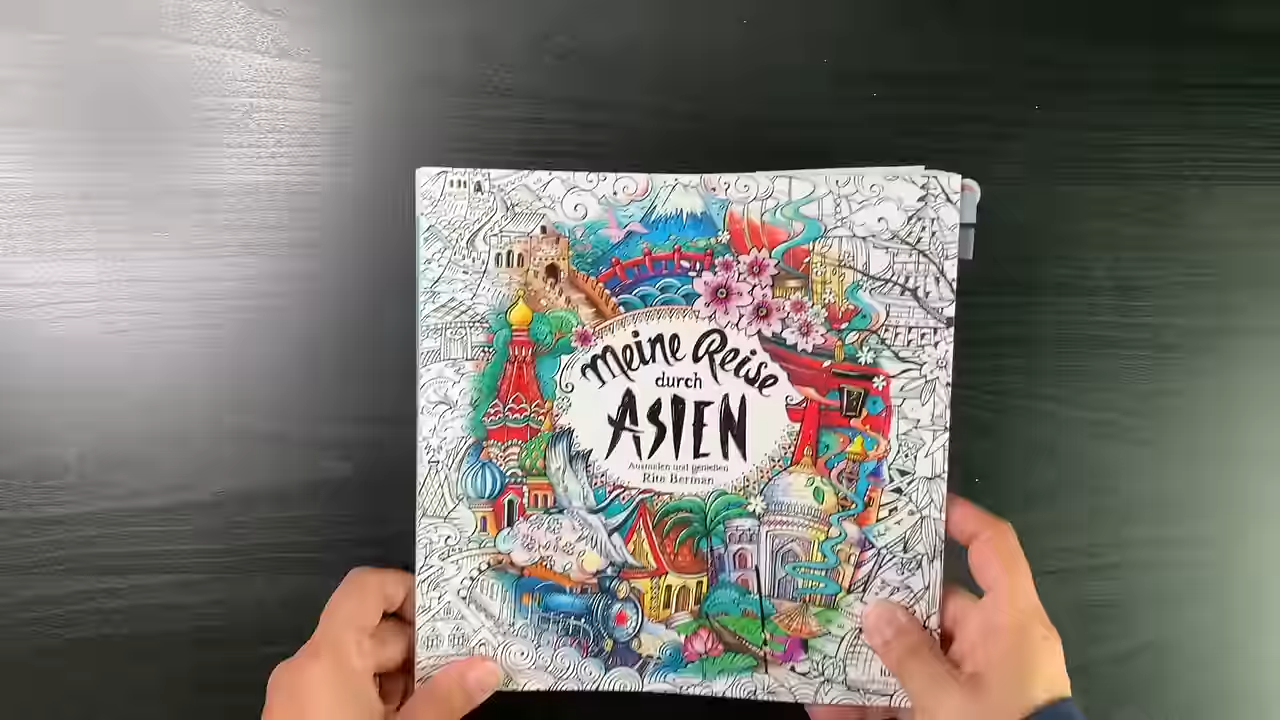 Meine Reise
durch
ASIEN
Ausmalen und genießen
Rita Berman